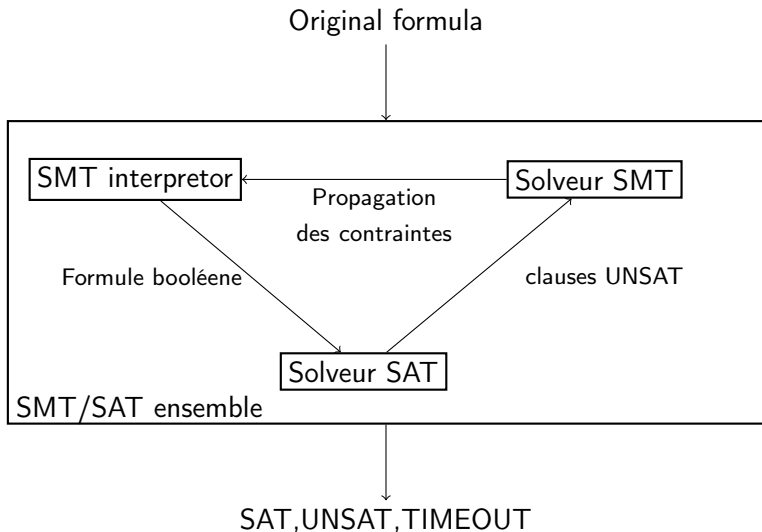 Original formula
SMT interpretor
Solveur SMT
Propagation
des contraintes
Formule booléene
clauses UNSAT
Solveur SAT
SMT/SAT ensemble
SAT,UNSAT,TIMEOUT